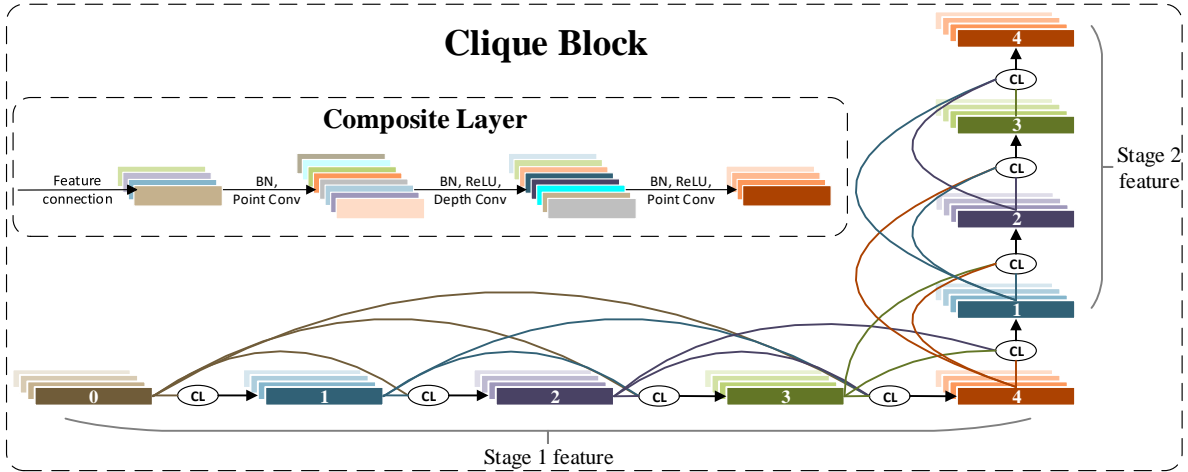 Clique Block
Composite Layer
Feature
connection
BN,
Point Conv
BN, ReLU,
Depth Conv
BN, ReLU,
Point Conv
4
CL
3
CL
2
CL
1
CL
Stage 2
feature
0
CL
1
CL
2
CL
3
CL
4
Stage 1 feature